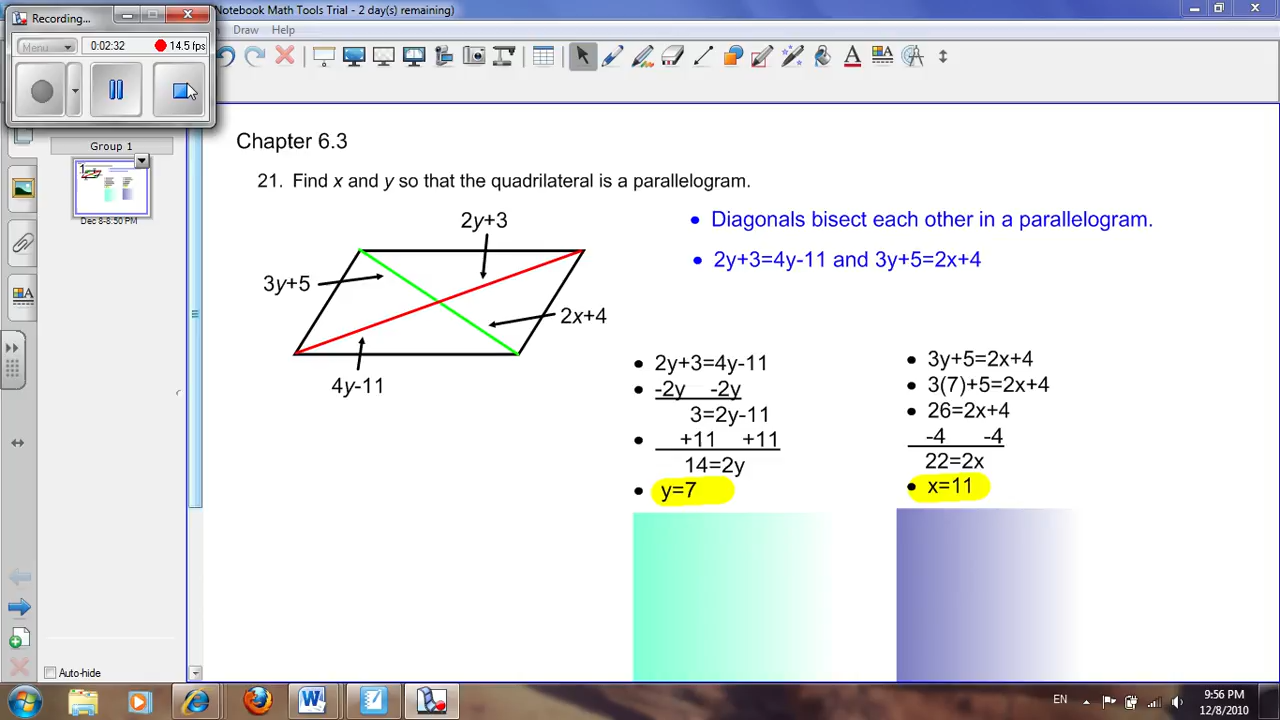 Recording...
Notebook Math Tools Trial - 2 day(s) remaining)
Menu
0:02:32
14.5 fps
Draw
Help
Group 1
1
Dec 8-8:50 PM
Auto-hide
Chapter 6.3
21. Find x and y so that the quadrilateral is a parallelogram.
2y+3
3y+5
2x+4
4y-11
• Diagonals bisect each other in a parallelogram.
• 2y+3=4y-11 and 3y+5=2x+4
• 2y+3=4y-11
• -2y -2y
3=2y-11
• +11 +11
14=2y
• y=7
• 3y+5=2x+4
• 3(7)+5=2x+4
• 26=2x+4
-4 -4
22=2x
• x=11
EN
9:56 PM
12/8/2010